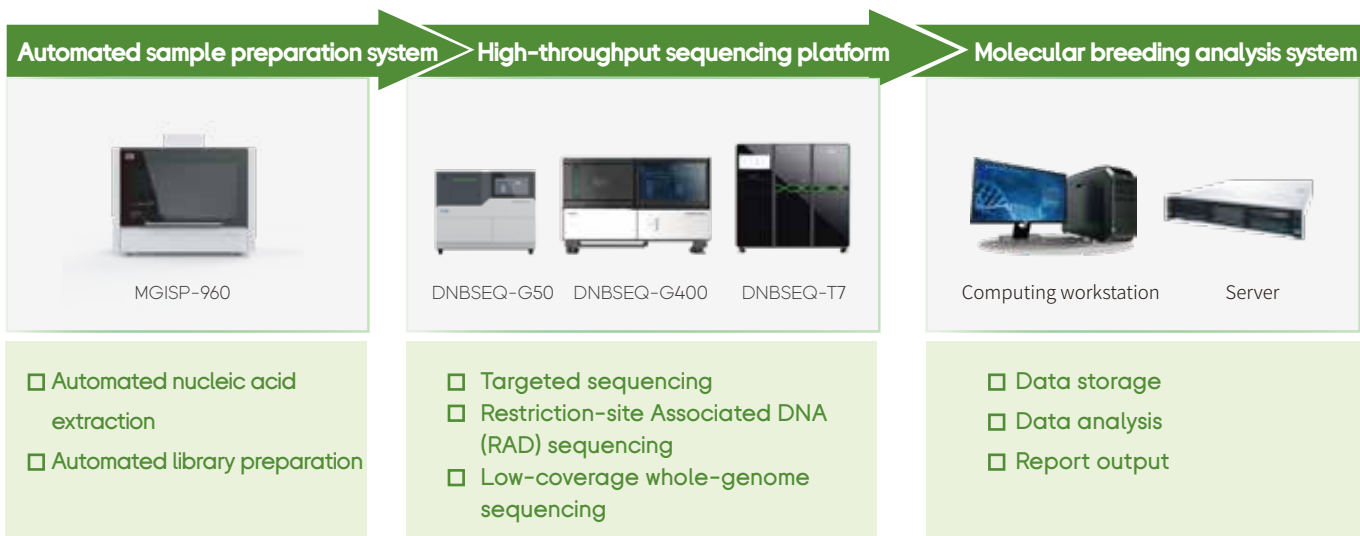 Automated sample preparation system
High-throughput sequencing platform
Molecular breeding analysis system
MGISP-960
DNBSEQ-G50
DNBSEQ-G400
DNBSEQ-T7
Computing workstation
Server
Automated nucleic acid
extraction
Automated library preparation
Targeted sequencing
Restriction-site Associated DNA
(RAD) sequencing
Low-coverage whole-genome
sequencing
Data storage
Data analysis
Report output